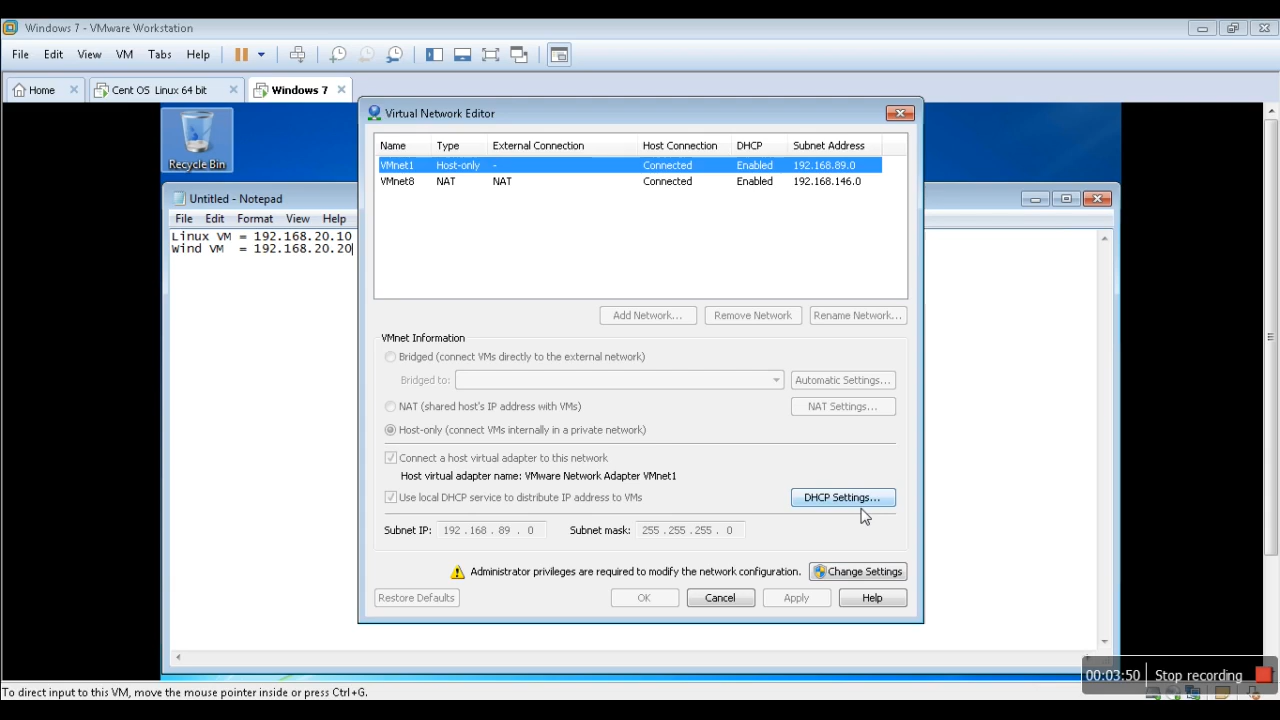 Windows 7 - VMware Workstation
File Edit View VM Tabs Help
Home Cent OS Linux 64 bit Windows 7
Recycle Bin
Untitled - Notepad
File Edit Format View Help
Linux VM = 192.168.20.10
Wind VM = 192.168.20.20
Virtual Network Editor
Name Type External Connection Host Connection DHCP Subnet Address
VMnet1 Host-only - Connected Enabled 192.168.89.0
VMnet8 NAT NAT Connected Enabled 192.168.146.0
Add Network... Remove Network Rename Network...
VMnet Information
Bridged (connect VMs directly to the external network)
Bridged to: Automatic Settings...
NAT (shared host's IP address with VMs) NAT Settings...
Host-only (connect VMs internally in a private network)
Connect a host virtual adapter to this network
Host virtual adapter name: VMware Network Adapter VMnet1
Use local DHCP service to distribute IP address to VMs DHCP Settings...
Subnet IP: 192 . 168 . 89 . 0 Subnet mask: 255 . 255 . 255 . 0
Administrator privileges are required to modify the network configuration. Change Settings
Restore Defaults OK Cancel Apply Help
00:03:50 Stop recording
To direct input to this VM, move the mouse pointer inside or press Ctrl+G.